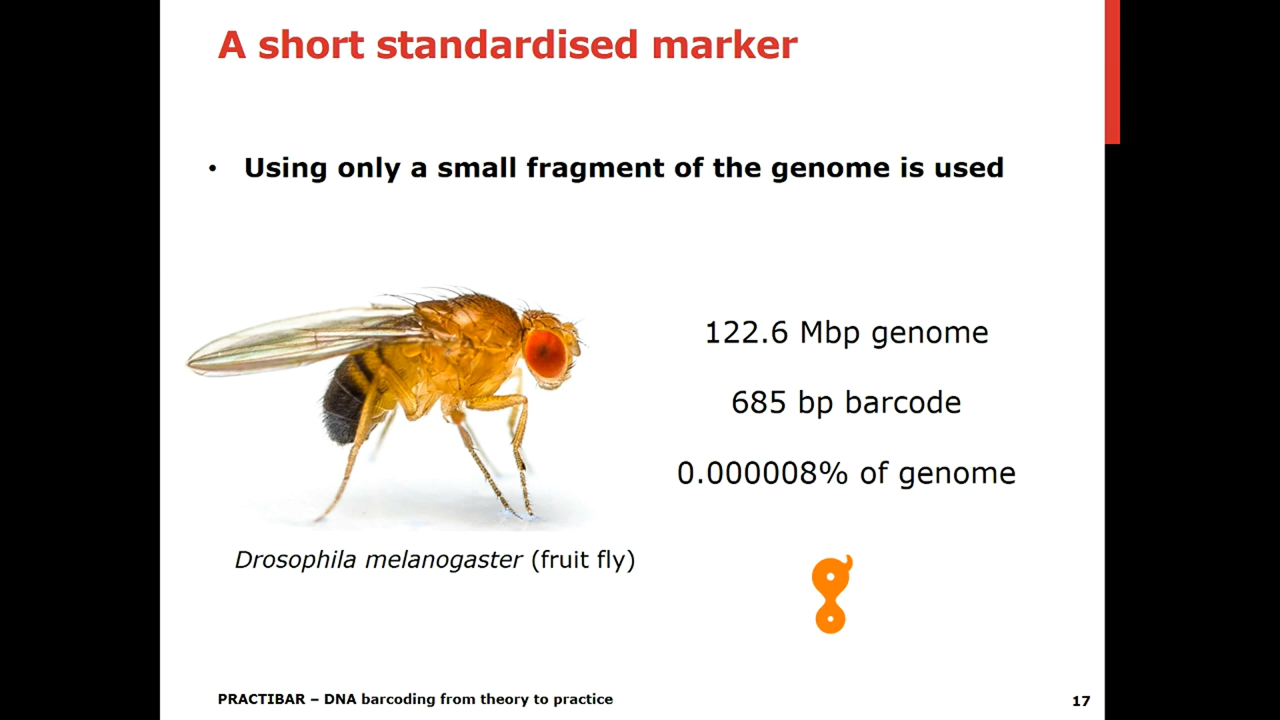 A short standardised marker
• Using only a small fragment of the genome is used
122.6 Mbp genome
685 bp barcode
0.000008% of genome
Drosophila melanogaster (fruit fly)
PRACTIBAR – DNA barcoding from theory to practice
17